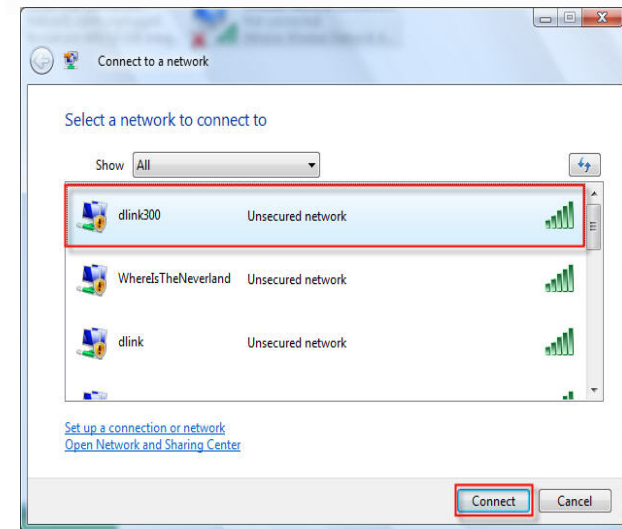 Connect to a network
Select a network to connect to
Show All
dlink300 Unsecured network
WhereIsTheNeverland Unsecured network
dlink Unsecured network
Set up a connection or network
Open Network and Sharing Center
Connect Cancel